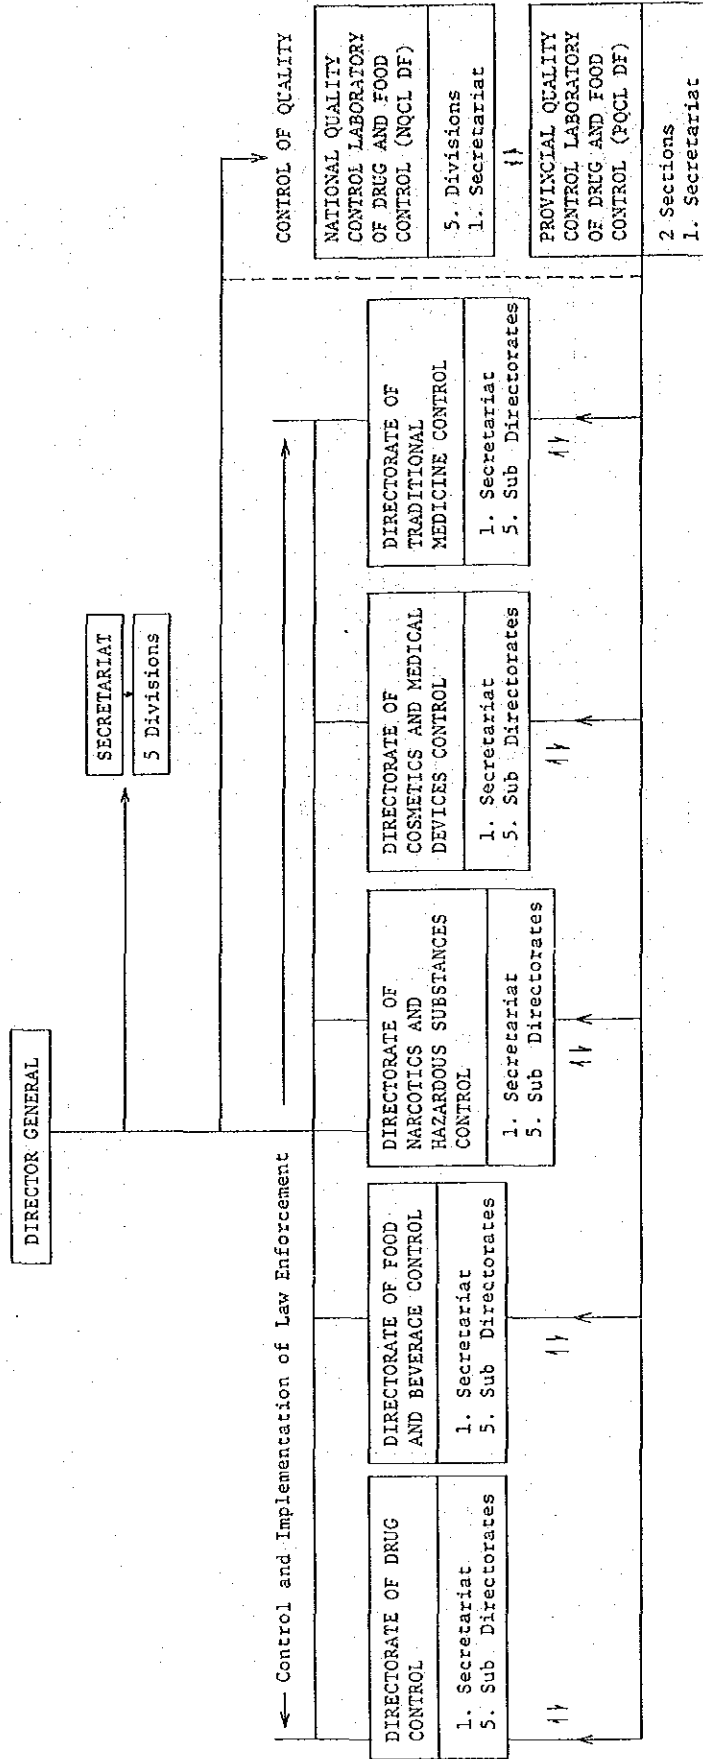 DIRECTOR GENERAL
SECRETARIAT
5 Divisions
Control and Implementation of Law Enforcement
CONTROL OF QUALITY
DIRECTORATE OF DRUG
CONTROL
1. Secretariat
5. Sub Directorates
DIRECTORATE OF FOOD
AND BEVERACE CONTROL
1. Secretariat
5. Sub Directorates
DIRECTORATE OF
NARCOTICS AND
HAZARDOUS SUBSTANCES
CONTROL
1. Secretariat
5. Sub Directorates
DIRECTORATE OF
COSMETICS AND MEDICAL
DEVICES CONTROL
1. Secretariat
5. Sub Directorates
DIRECTORATE OF
TRADITIONAL
MEDICINE CONTROL
1. Secretariat
5. Sub Directorates
NATIONAL QUALITY
CONTROL LABORATORY
OF DRUG AND FOOD
CONTROL (NQCL DF)
5. Divisions
1. Secretariat
PROVINCIAL QUALITY
CONTROL LABORATORY
OF DRUG AND FOOD
CONTROL (PQCL DF)
2 Sections
1. Secretariat